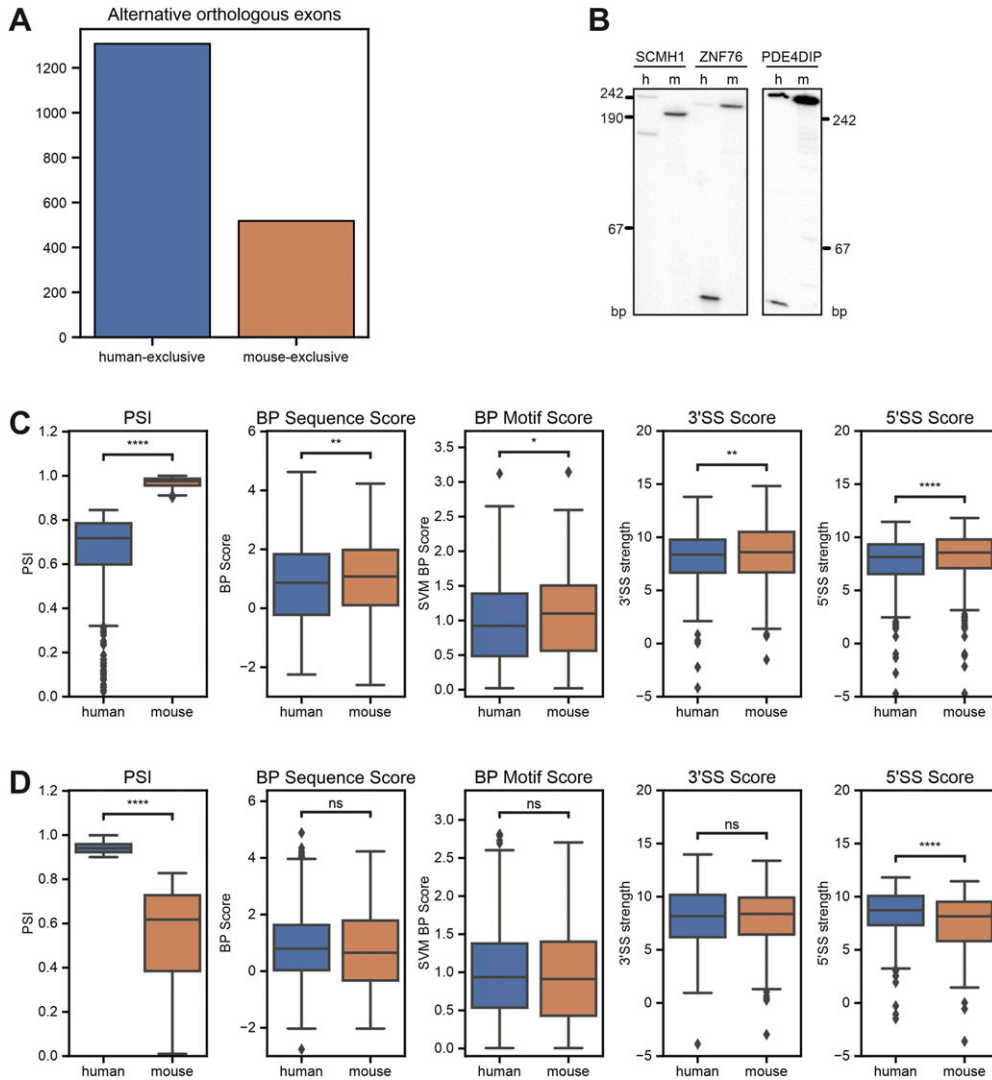 A
Alternative orthologous exons
1200
1000
800
600
400
200
0
human-exclusive
mouse-exclusive
B
SCMH1 ZNF76 PDE4DIP
h m h m h m
242
190
67
bp
242
67
bp
C
PSI
1.2
1.0
0.8
0.6
0.4
0.2
0.0
PSI
****
human mouse
BP Sequence Score
6
4
2
0
−2
BP Score
**
human mouse
BP Motif Score
3.5
3.0
2.5
2.0
1.5
1.0
0.5
0.0
SVM BP Score
*
human mouse
3'SS Score
20
15
10
5
0
−5
3'SS strength
**
human mouse
5'SS Score
20
15
10
5
0
−5
5'SS strength
****
human mouse
D
PSI
1.2
1.0
0.8
0.6
0.4
0.2
0.0
PSI
****
human mouse
BP Sequence Score
6
4
2
0
−2
BP Score
ns
human mouse
BP Motif Score
3.0
2.5
2.0
1.5
1.0
0.5
0.0
SVM BP Score
ns
human mouse
3'SS Score
20
15
10
5
0
−5
3'SS strength
ns
human mouse
5'SS Score
20
15
10
5
0
−5
5'SS strength
****
human mouse